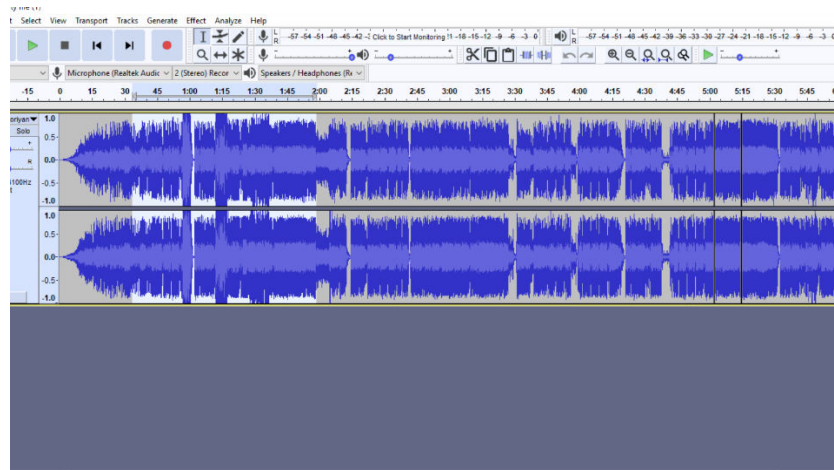 Select View Transport Tracks Generate Effect Analyze Help
L -57 -54 -51 -48 -45 -42 Click to Start Monitoring -18 -15 -12 -9 -6 -3 0 L -57 -54 -51 -48 -45 -42 -39 -36 -33 -30 -27 -24 -21 -18 -15 -12 -9 -6 -3
R R
Microphone (Realtek Audic 2 (Stereo) Recor Speakers / Headphones (Re
-15 0 15 30 45 1:00 1:15 1:30 1:45 2:00 2:15 2:30 2:45 3:00 3:15 3:30 3:45 4:00 4:15 4:30 4:45 5:00 5:15 5:30 5:45
1.0
Solo 0.5
R 0.0
-0.5
-1.0
1.0
0.5
0.0
-0.5
-1.0